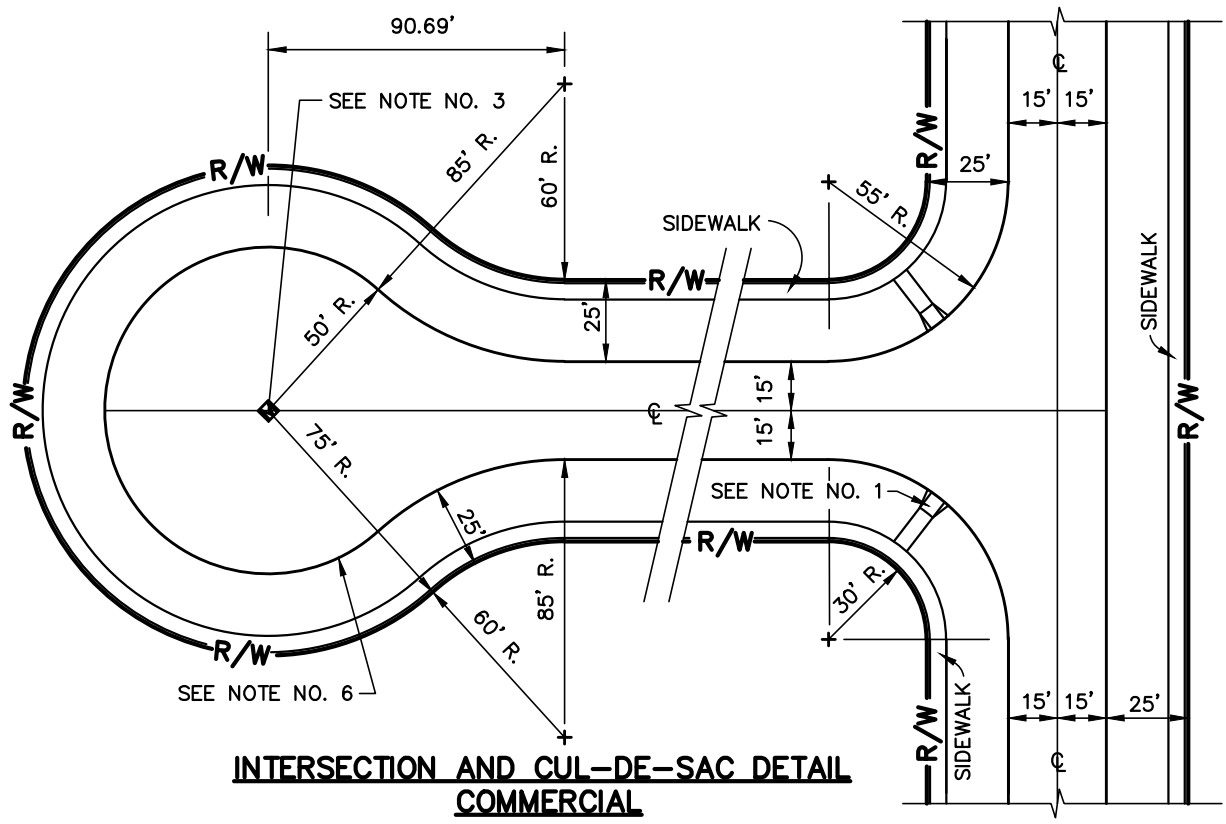 90.69'
SEE NOTE NO. 3
R/W
85' R.
60' R.
50' R.
75' R.
R/W
R/W
SEE NOTE NO. 6
25'
60' R.
85' R.
25'
R/W
SIDEWALK
℄
15'
15'
SEE NOTE NO. 1
R/W
55' R.
30' R.
R/W
25'
℄
15'
15'
SIDEWALK
R/W
R/W
SIDEWALK
15'
15'
25'
℄
INTERSECTION AND CUL-DE-SAC DETAIL
COMMERCIAL